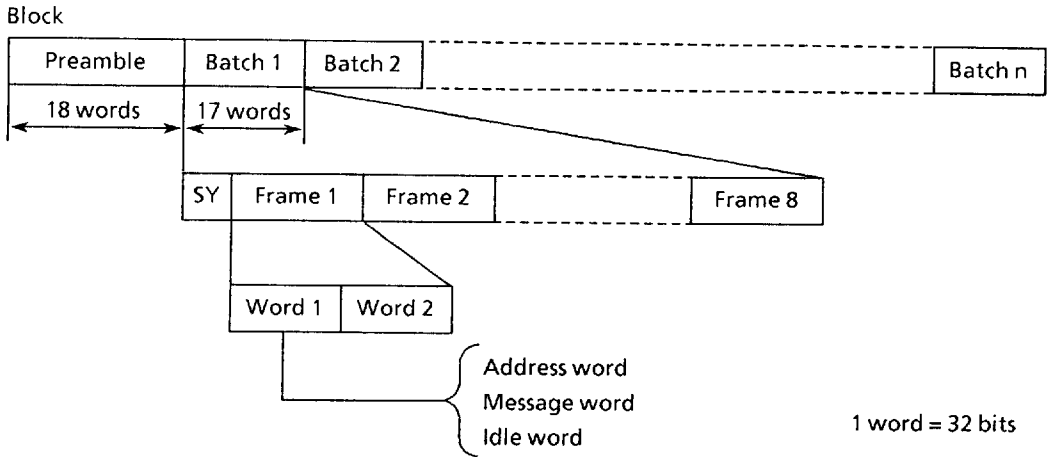 Block
Preamble
Batch 1
Batch 2
Batch n
18 words
17 words
SY
Frame 1
Frame 2
Frame 8
Word 1
Word 2
Address word
Message word
Idle word
1 word = 32 bits